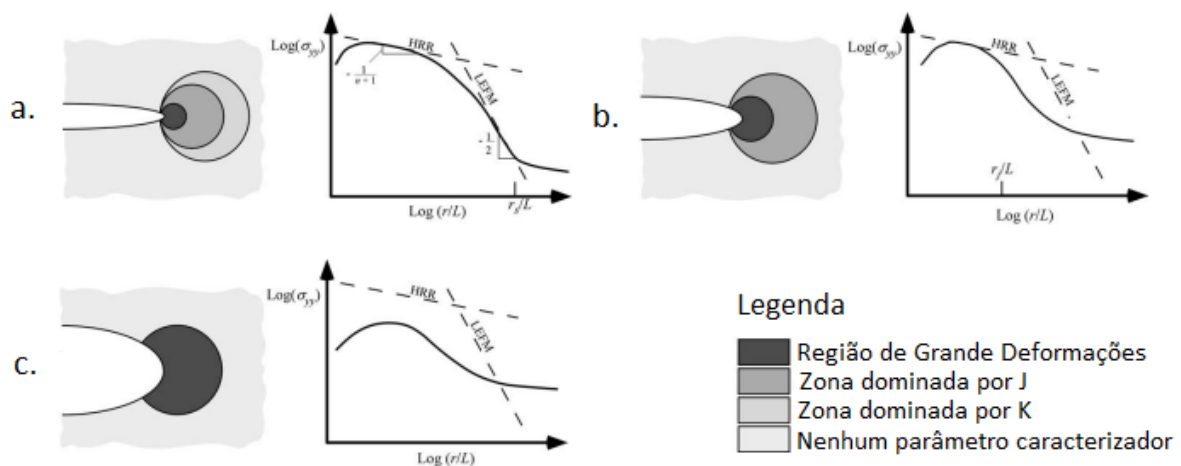 a.
Log(σyy)
HRR
LEFM
- 1/(n + 1)
- 1/2
rs/L
Log (r/L)
b.
Log(σyy)
HRR
LEFM
rJ/L
Log (r/L)
c.
Log(σyy)
HRR
LEFM
Log (r/L)
Legenda
Região de Grande Deformações
Zona dominada por J
Zona dominada por K
Nenhum parâmetro caracterizador